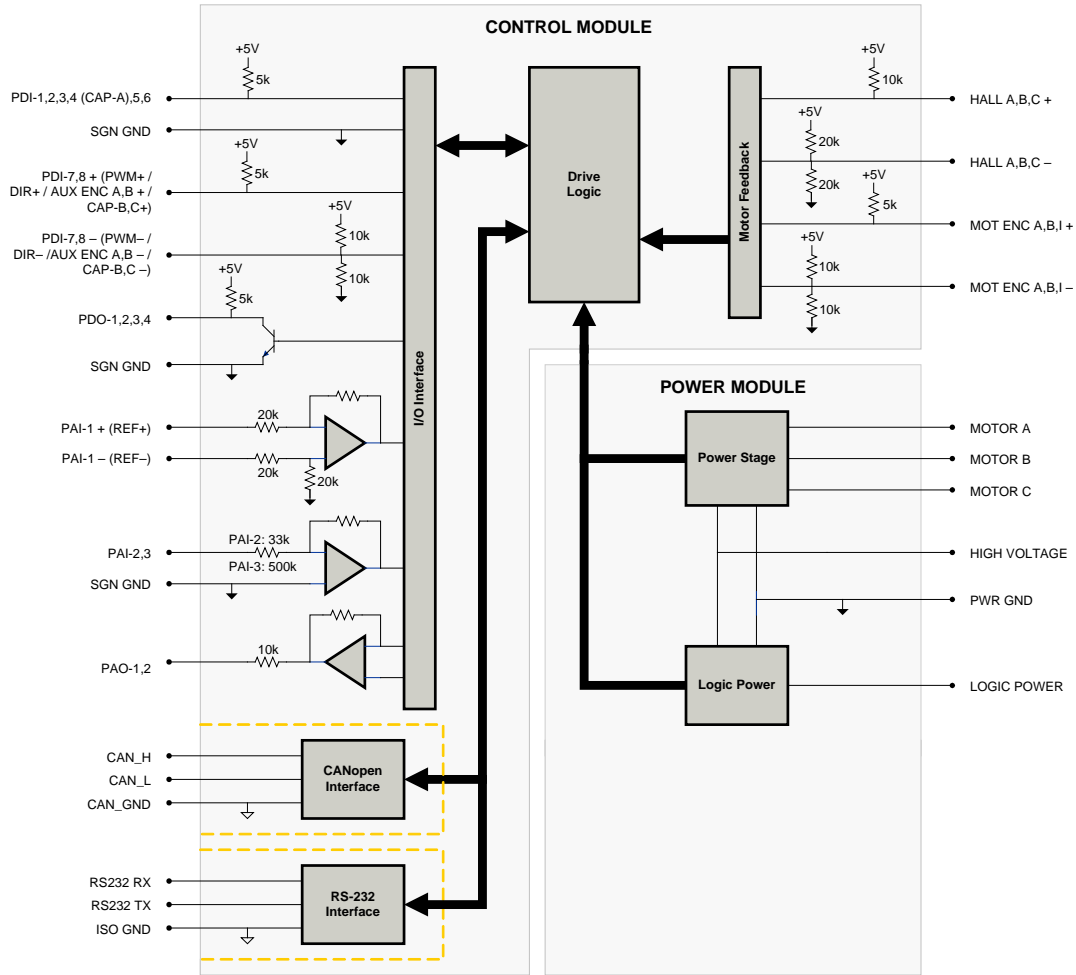 CONTROL MODULE
+5V
5k
PDI-1,2,3,4 (CAP-A),5,6
SGN GND
+5V
5k
PDI-7,8 + (PWM+ /
DIR+ / AUX ENC A,B + /
CAP-B,C+)
+5V
10k
PDI-7,8 – (PWM– /
DIR– /AUX ENC A,B – /
CAP-B,C –)
10k
+5V
5k
PDO-1,2,3,4
SGN GND
20k
PAI-1 + (REF+)
PAI-1 – (REF–)
20k
20k
PAI-2: 33k
PAI-2,3
PAI-3: 500k
SGN GND
10k
PAO-1,2
I/O Interface
Drive
Logic
Motor Feedback
+5V
10k
HALL A,B,C +
+5V
20k
HALL A,B,C –
20k
+5V
5k
MOT ENC A,B,I +
+5V
10k
MOT ENC A,B,I –
10k
POWER MODULE
Power Stage
MOTOR A
MOTOR B
MOTOR C
HIGH VOLTAGE
PWR GND
Logic Power
LOGIC POWER
CAN_H
CAN_L
CAN_GND
CANopen
Interface
RS232 RX
RS232 TX
ISO GND
RS-232
Interface